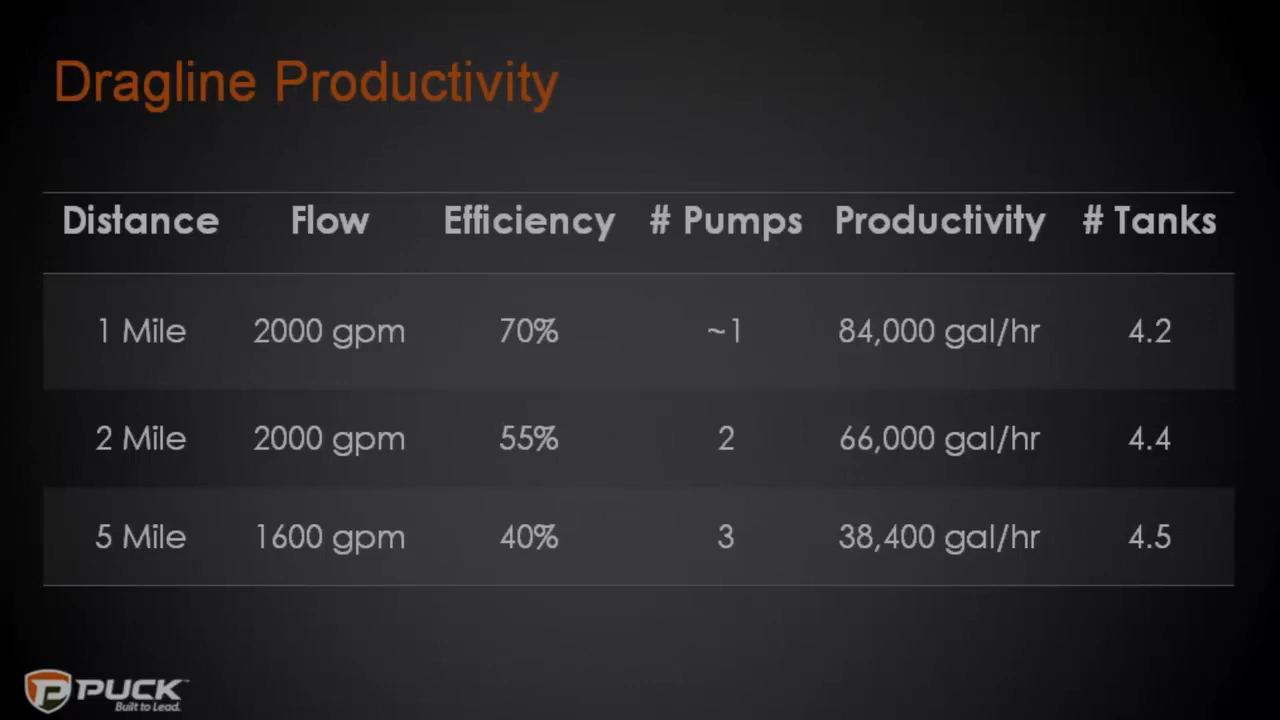 Dragline Productivity
Distance Flow Efficiency # Pumps Productivity # Tanks
1 Mile 2000 gpm 70% ~1 84,000 gal/hr 4.2
2 Mile 2000 gpm 55% 2 66,000 gal/hr 4.4
5 Mile 1600 gpm 40% 3 38,400 gal/hr 4.5
PUCK™
Built to Lead.